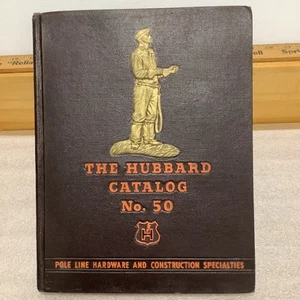 THE HUBBARD
CATALOG
No. 50
H
POLE LINE HARDWARE AND CONSTRUCTION SPECIALTIES